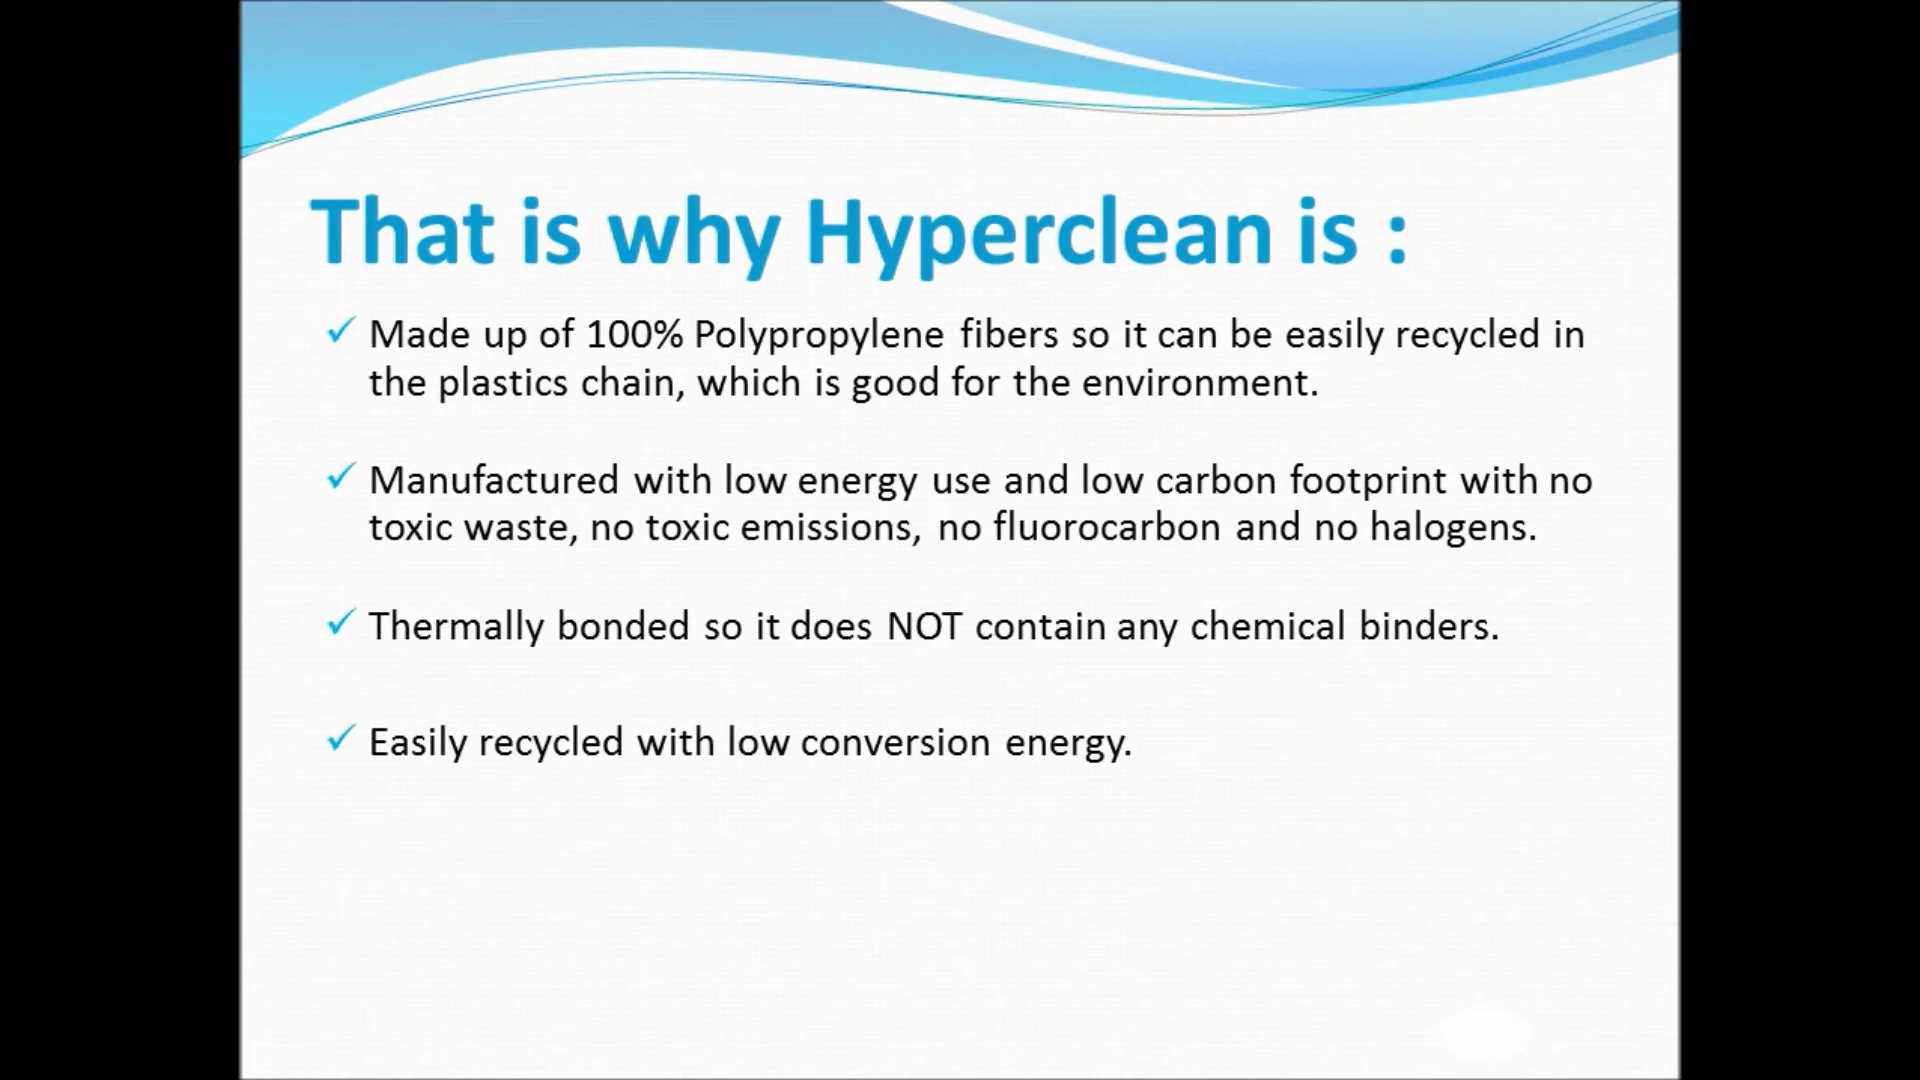 That is why Hyperclean is :
✓ Made up of 100% Polypropylene fibers so it can be easily recycled in
the plastics chain, which is good for the environment.
✓ Manufactured with low energy use and low carbon footprint with no
toxic waste, no toxic emissions, no fluorocarbon and no halogens.
✓ Thermally bonded so it does NOT contain any chemical binders.
✓ Easily recycled with low conversion energy.